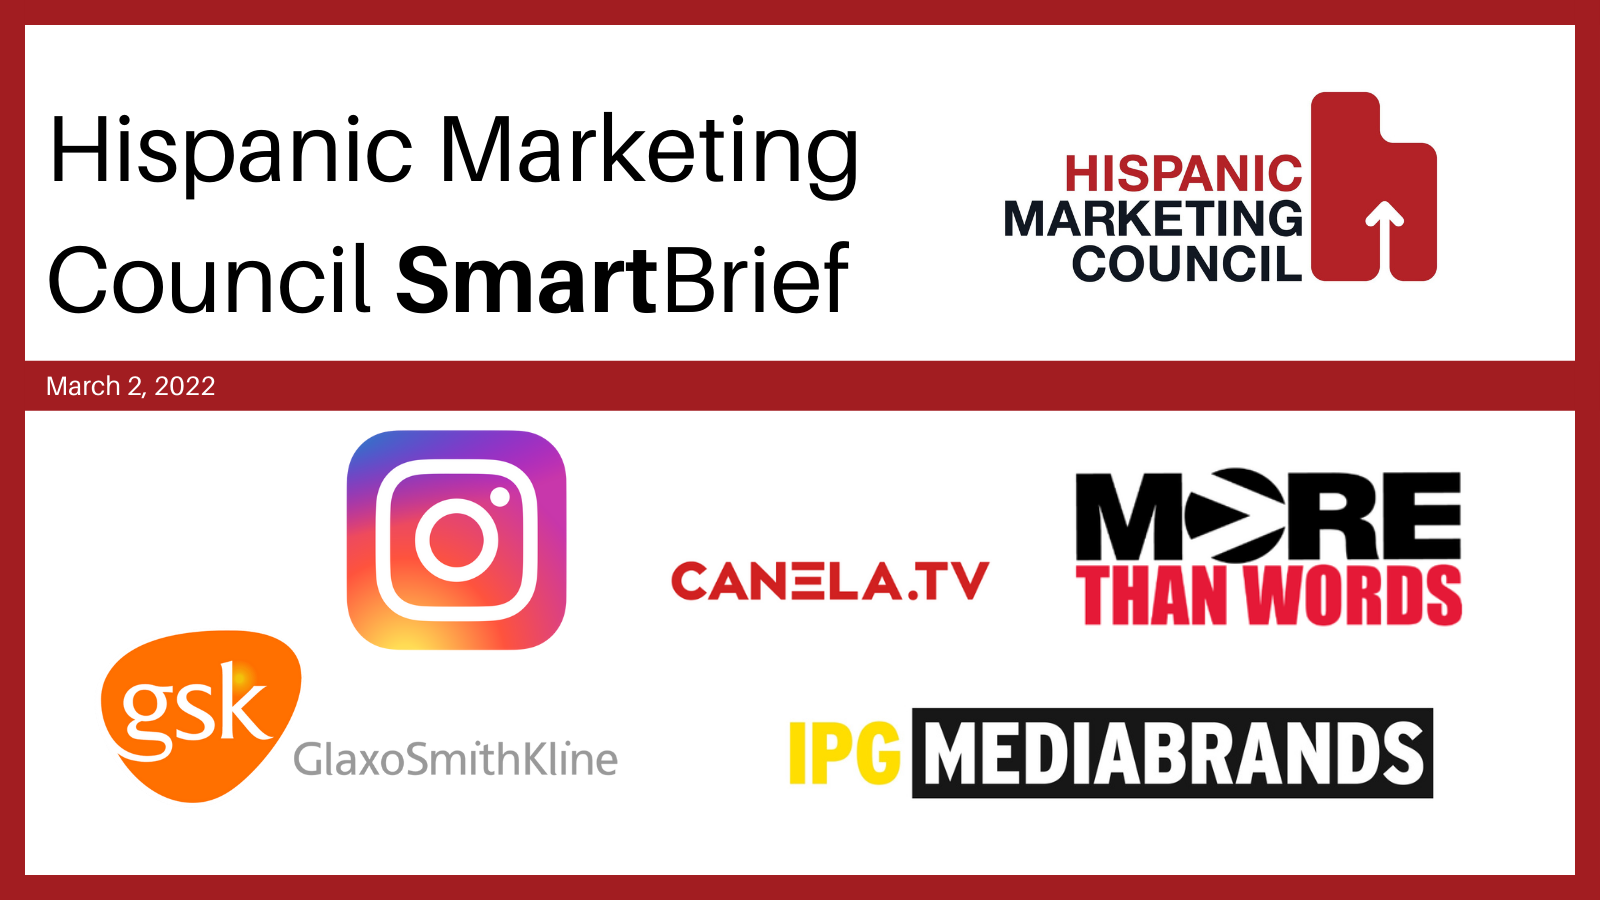 Hispanic Marketing
Council SmartBrief
HISPANIC
MARKETING
COUNCIL
March 2, 2022
CANELA.TV
MORE
THAN WORDS
gsk
GlaxoSmithKline
IPG MEDIABRANDS